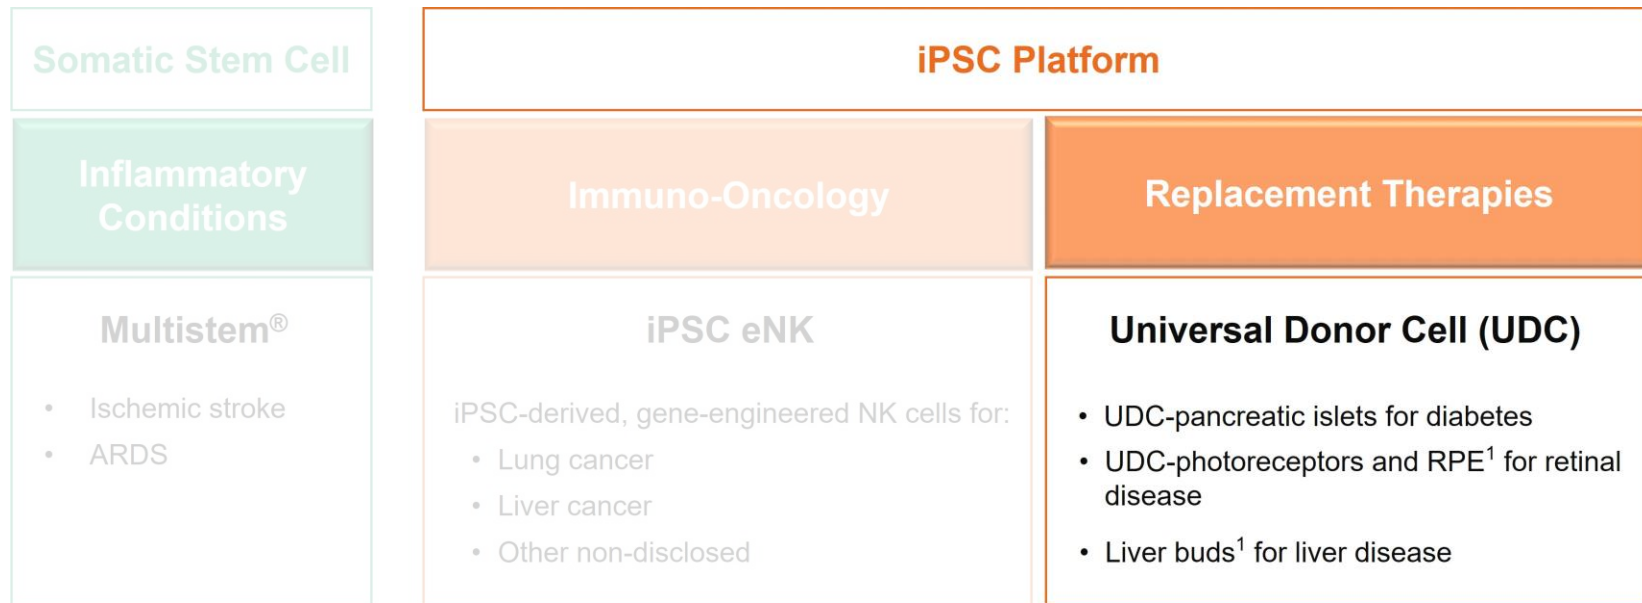 Somatic Stem Cell
iPSC Platform
Inflammatory
Conditions
Immuno-Oncology
Replacement Therapies
Multistem®
• Ischemic stroke
• ARDS
iPSC eNK
iPSC-derived, gene-engineered NK cells for:
• Lung cancer
• Liver cancer
• Other non-disclosed
Universal Donor Cell (UDC)
• UDC-pancreatic islets for diabetes
• UDC-photoreceptors and RPE¹ for retinal
disease
• Liver buds¹ for liver disease